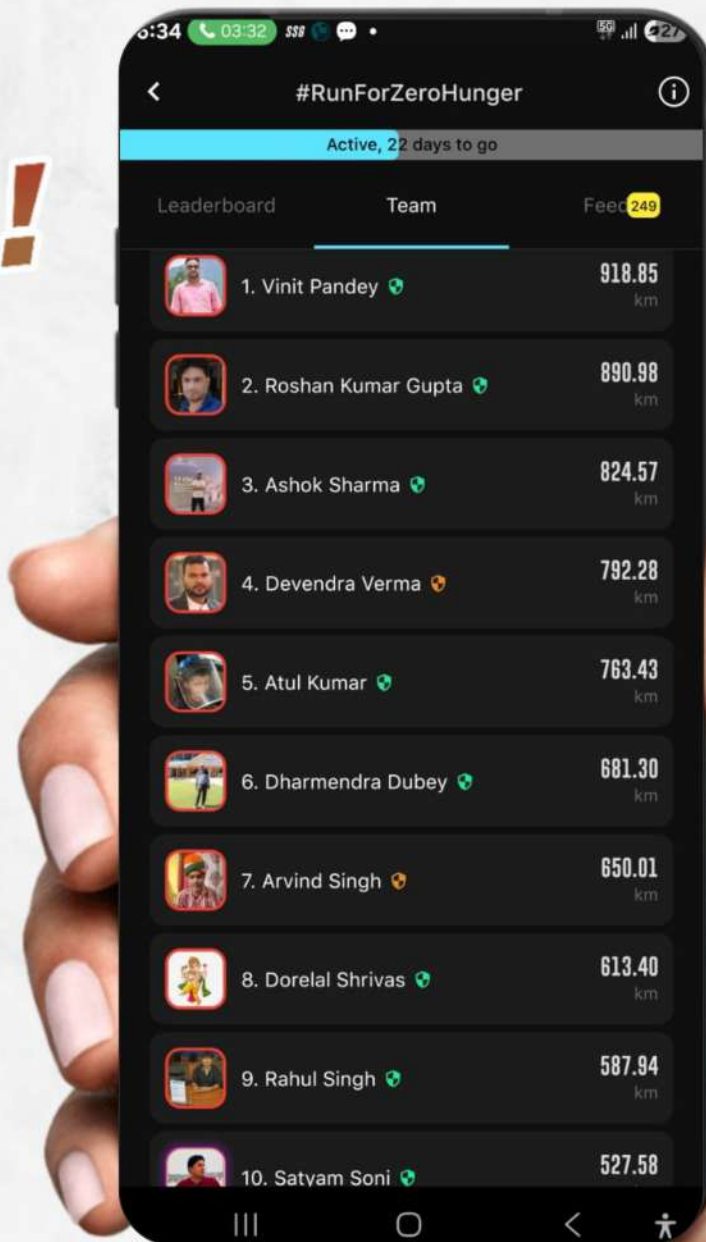 !
:34 03:32 SSG 5G 27
#RunForZeroHunger
Active, 22 days to go
Leaderboard Team Feed 249
1. Vinit Pandey 918.85
km
2. Roshan Kumar Gupta 890.98
km
3. Ashok Sharma 824.57
km
4. Devendra Verma 792.28
km
5. Atul Kumar 763.43
km
6. Dharmendra Dubey 681.30
km
7. Arvind Singh 650.01
km
8. Dorelal Shrivas 613.40
km
9. Rahul Singh 587.94
km
10. Satyam Soni 527.58